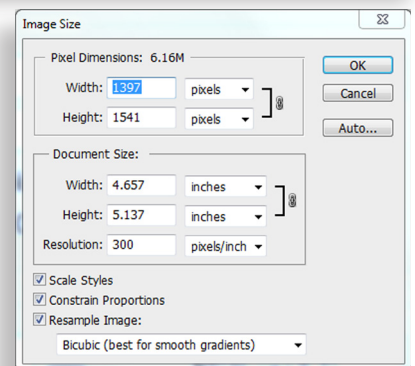 Image Size
Pixel Dimensions: 6.16M
OK
Width: 1397 pixels
Cancel
Height: 1541 pixels
Auto...
Document Size:
Width: 4.657 inches
Height: 5.137 inches
Resolution: 300 pixels/inch
Scale Styles
Constrain Proportions
Resample Image:
Bicubic (best for smooth gradients)